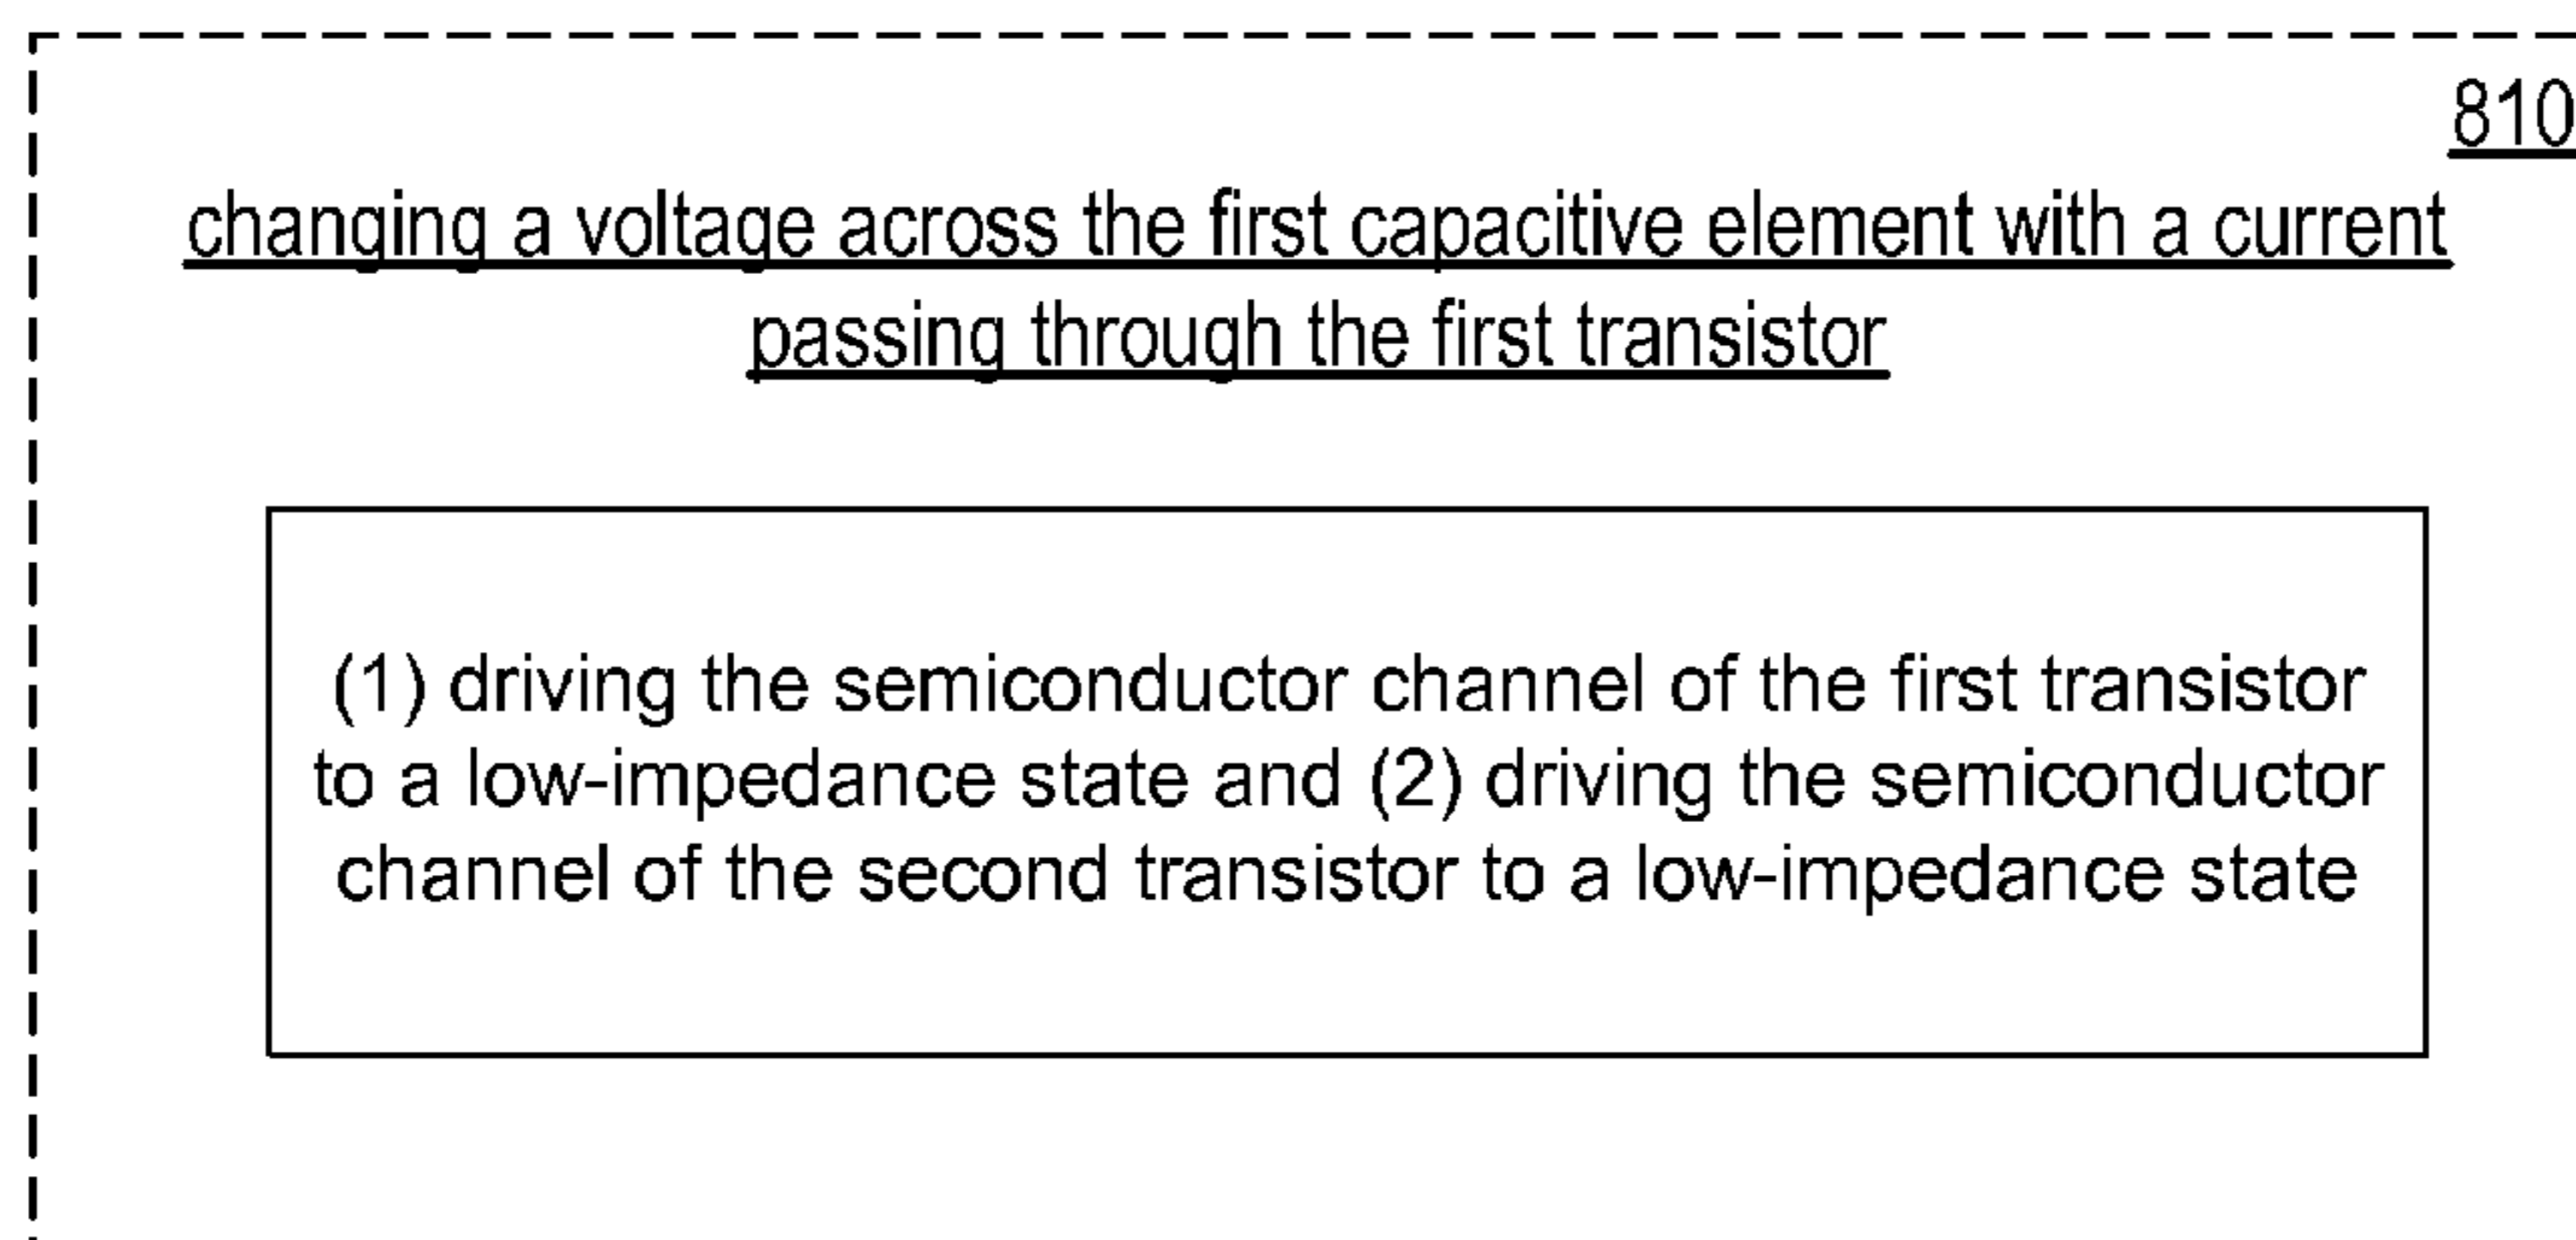 810
changing a voltage across the first capacitive element with a current
passing through the first transistor
(1) driving the semiconductor channel of the first transistor
to a low-impedance state and (2) driving the semiconductor
channel of the second transistor to a low-impedance state